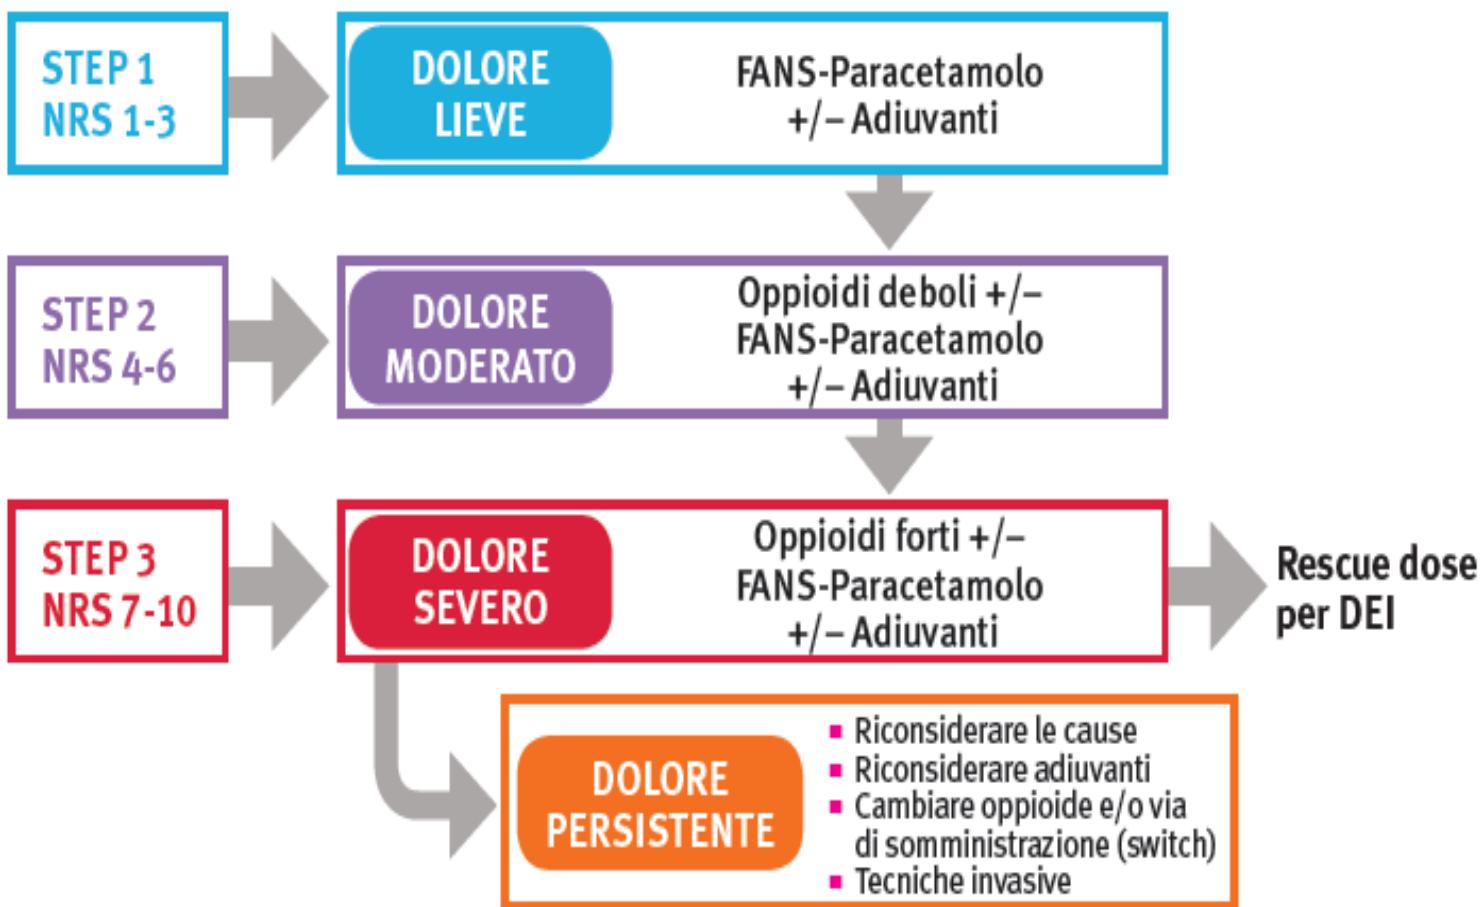 STEP 1
NRS 1-3
DOLORE
LIEVE
FANS-Paracetamolo
+/– Adiuvanti
STEP 2
NRS 4-6
DOLORE
MODERATO
Oppioidi deboli +/–
FANS-Paracetamolo
+/– Adiuvanti
STEP 3
NRS 7-10
DOLORE
SEVERO
Oppioidi forti +/–
FANS-Paracetamolo
+/– Adiuvanti
Rescue dose
per DEI
DOLORE
PERSISTENTE
▪ Riconsiderare le cause
▪ Riconsiderare adiuvanti
▪ Cambiare oppioide e/o via
di somministrazione (switch)
▪ Tecniche invasive